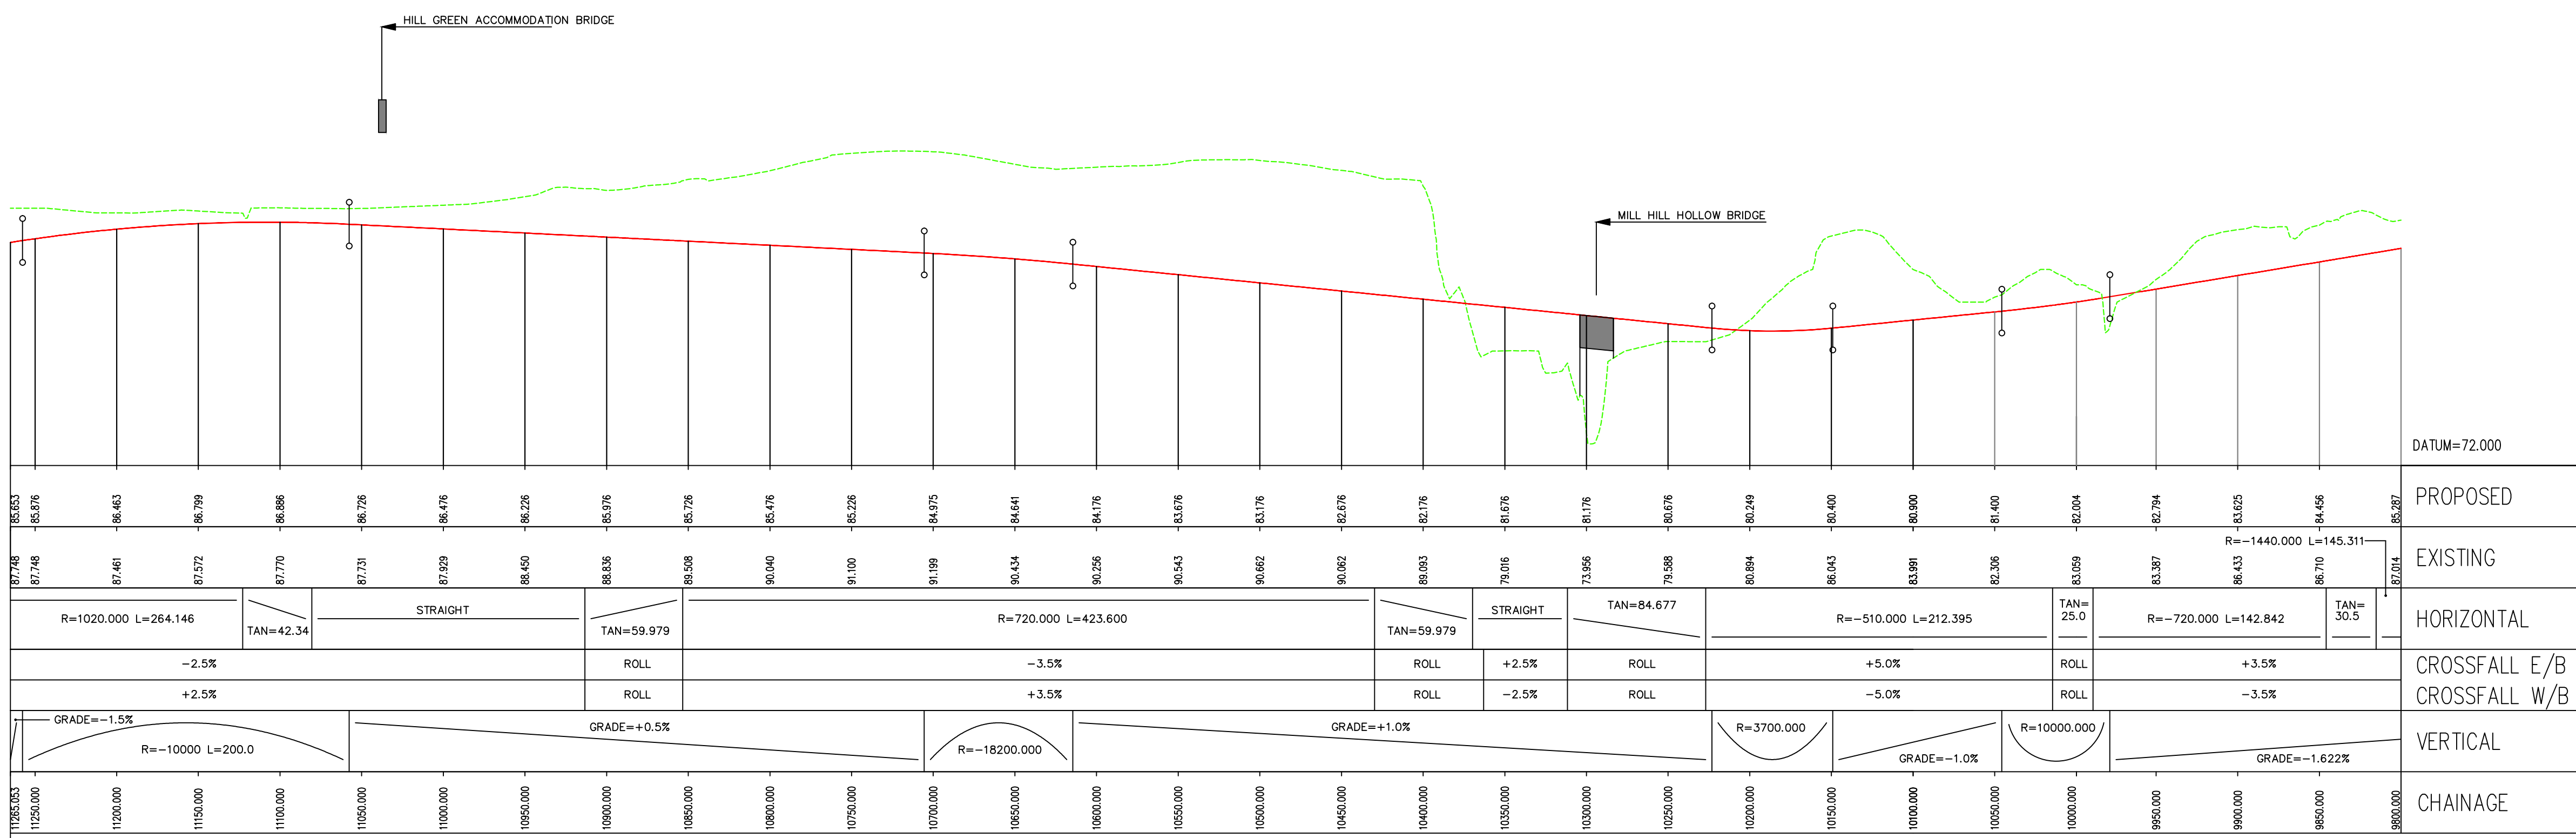 HILL GREEN ACCOMMODATION BRIDGE
MILL HILL HOLLOW BRIDGE
DATUM=72.000
85.653 85.876 86.463 86.799 86.886 86.726 86.476 86.226 85.976 85.726 85.476 85.226 84.975 84.641 84.176 83.676 83.176 82.676 82.176 81.676 81.176 80.676 80.249 80.400 80.900 81.400 82.004 82.794 83.625 84.456 85.287 PROPOSED
R=-1440.000 L=145.311
87.748 87.748 87.461 87.572 87.770 87.731 87.929 88.450 88.836 89.508 90.040 91.100 91.199 90.434 90.256 90.543 90.662 90.062 89.093 79.016 73.956 79.588 80.894 86.043 83.991 82.306 83.059 83.387 86.433 86.710 87.014 EXISTING
R=1020.000 L=264.146 TAN=42.34 STRAIGHT TAN=59.979 R=720.000 L=423.600 TAN=59.979 STRAIGHT TAN=84.677 R=-510.000 L=212.395 TAN= 25.0 R=-720.000 L=142.842 TAN= 30.5 HORIZONTAL
-2.5% ROLL -3.5% ROLL +2.5% ROLL +5.0% ROLL +3.5% CROSSFALL E/B
+2.5% ROLL +3.5% ROLL -2.5% ROLL -5.0% ROLL -3.5% CROSSFALL W/B
GRADE=-1.5% R=-10000 L=200.0 GRADE=+0.5% R=-18200.000 GRADE=+1.0% R=3700.000 GRADE=-1.0% R=10000.000 GRADE=-1.622% VERTICAL
11265.053 11250.000 11200.000 11150.000 11100.000 11050.000 11000.000 10950.000 10900.000 10850.000 10800.000 10750.000 10700.000 10650.000 10600.000 10550.000 10500.000 10450.000 10400.000 10350.000 10300.000 10250.000 10200.000 10150.000 10100.000 10050.000 10000.000 9950.000 9900.000 9850.000 9800.000 CHAINAGE